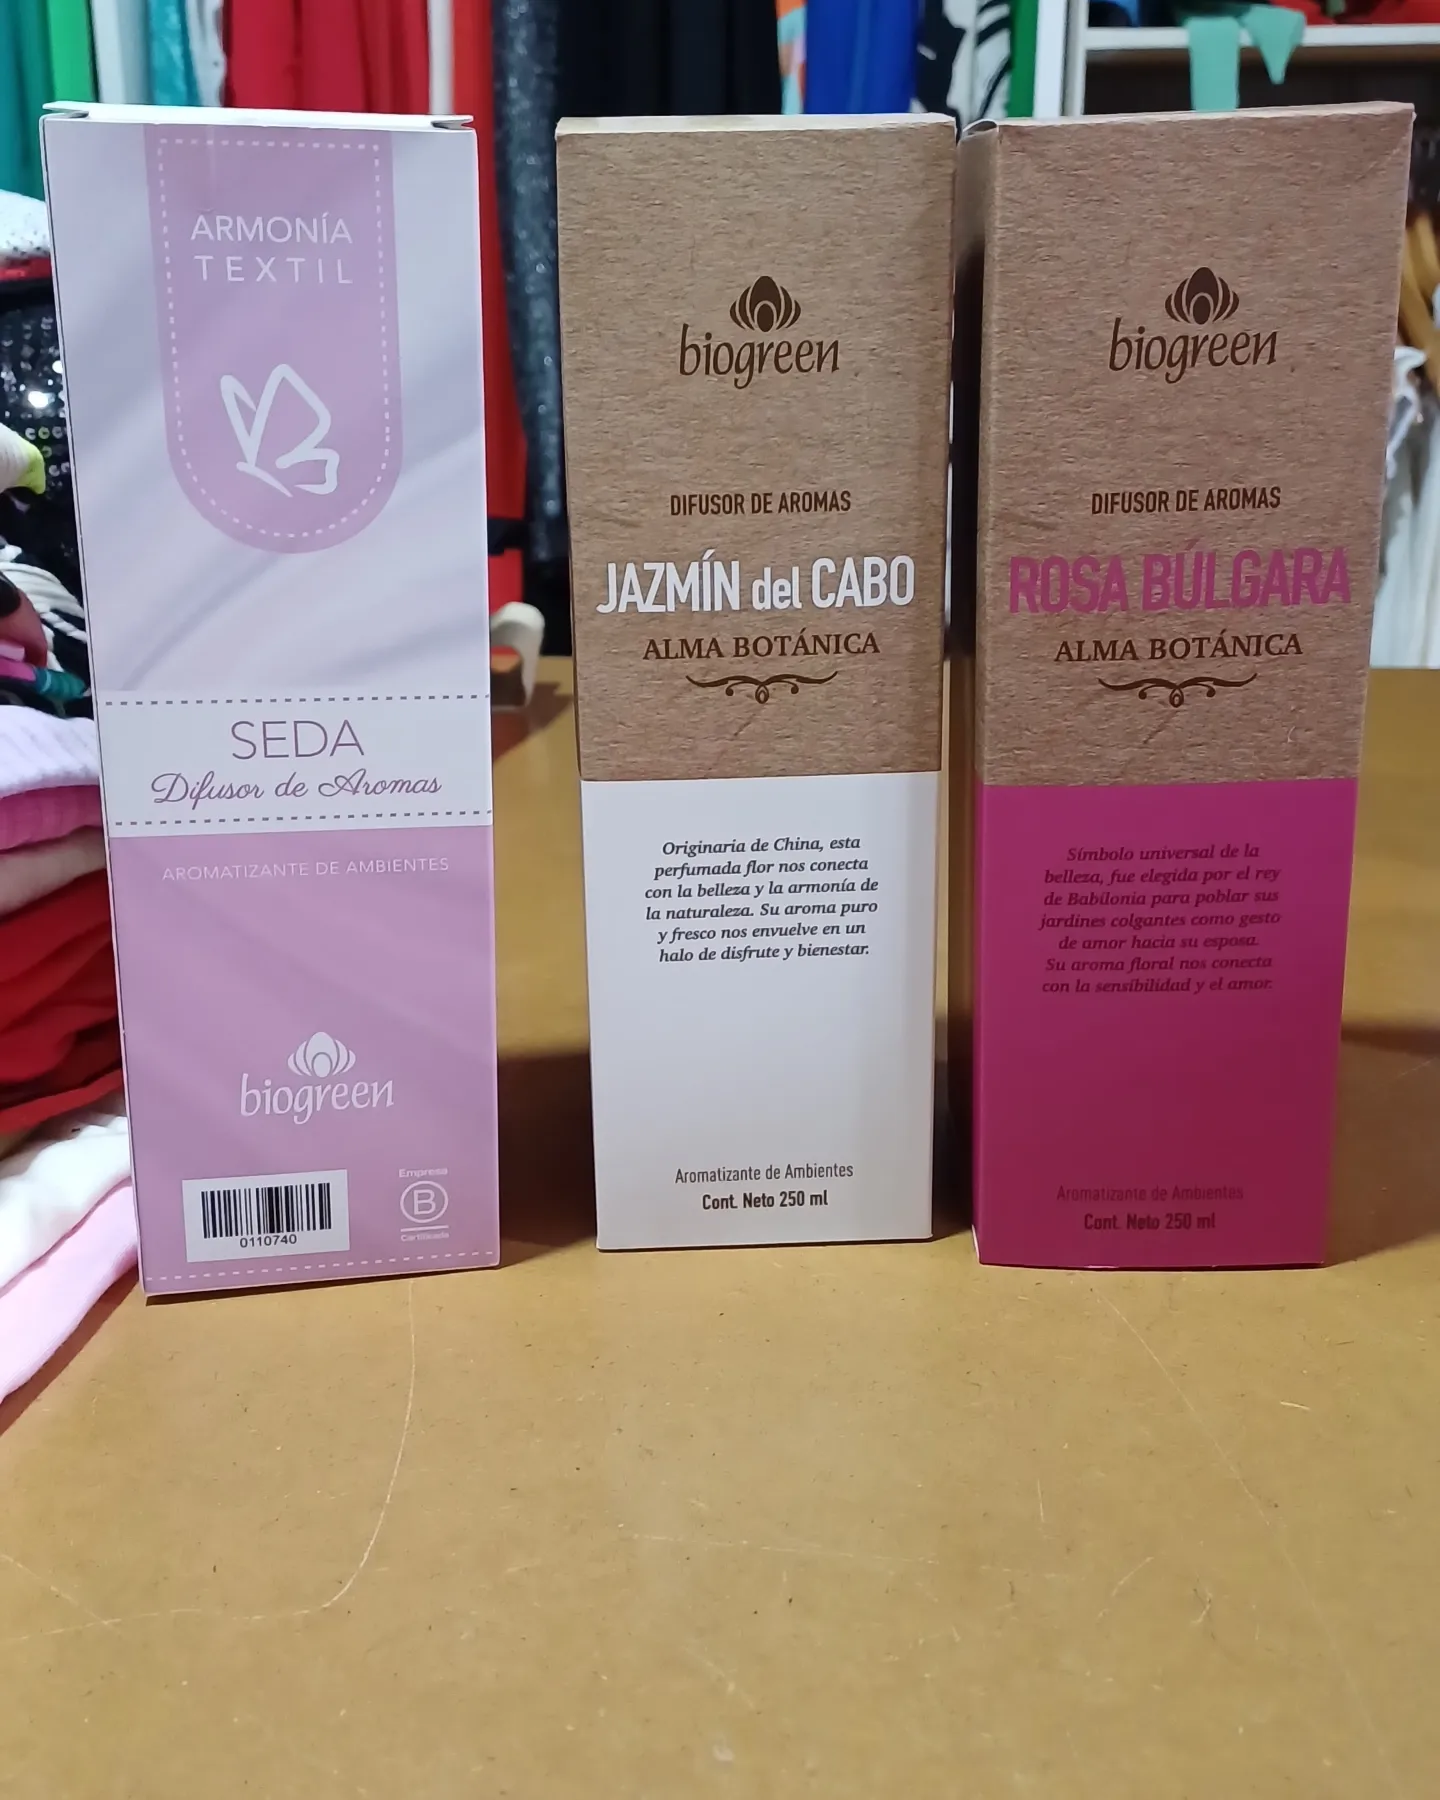 ARMONÍA
TEXTIL
SEDA
Difusor de Aromas
AROMATIZANTE DE AMBIENTES
biogreen
0110740
Empresa
B
Certificada
biogreen
DIFUSOR DE AROMAS
JAZMÍN del CABO
ALMA BOTÁNICA
Originaria de China, esta
perfumada flor nos conecta
con la belleza y la armonía de
la naturaleza. Su aroma puro
y fresco nos envuelve en un
halo de disfrute y bienestar.
Aromatizante de Ambientes
Cont. Neto 250 ml
biogreen
DIFUSOR DE AROMAS
ROSA BÚLGARA
ALMA BOTÁNICA
Símbolo universal de la
belleza, fue elegida por el rey
de Babilonia para poblar sus
jardines colgantes como gesto
de amor hacia su esposa.
Su aroma floral nos conecta
con la sensibilidad y el amor.
Aromatizante de Ambientes
Cont. Neto 250 ml